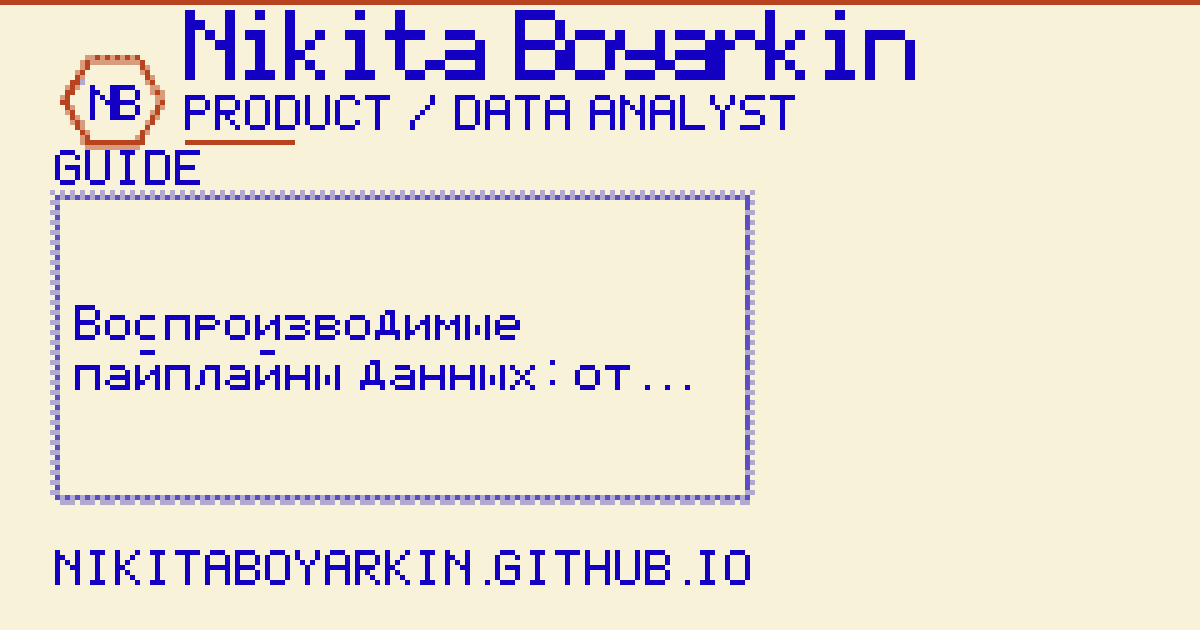 Nikita Boyarkin
NB
PRODUCT / DATA ANALYST
GUIDE
Воспроизводимые
пайплайны данных: от...
NIKITABOYARKIN.GITHUB.IO